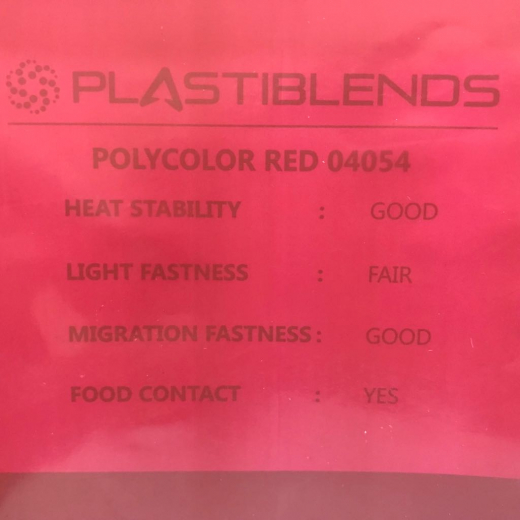 PLASTIBLENDS
POLYCOLOR RED 04054
HEAT STABILITY : GOOD
LIGHT FASTNESS : FAIR
MIGRATION FASTNESS : GOOD
FOOD CONTACT : YES